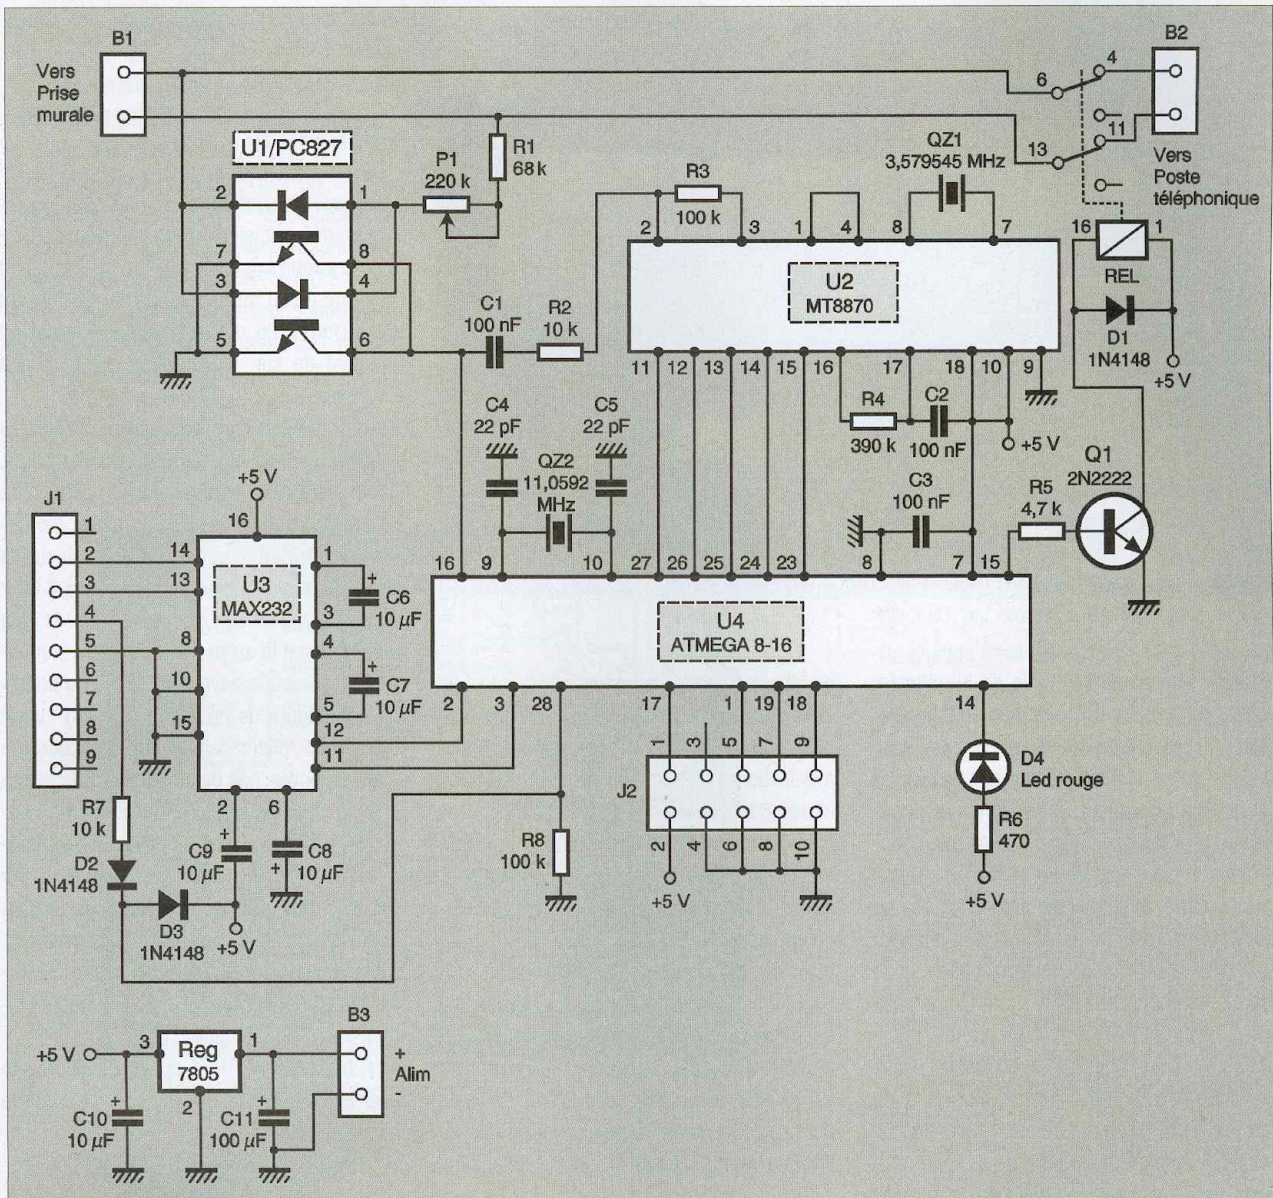 B1
Vers
Prise
murale
B2
4
6
11
13
Vers
Poste
téléphonique
U1/PC827
2
1
7
8
3
4
5
6
P1
220 k
R1
68 k
R3
100 k
QZ1
3,579545 MHz
2
3
1
4
8
7
U2
MT8870
16
1
REL
D1
1N4148
+5 V
C1
100 nF
R2
10 k
11
12
13
14
15
16
17
18
10
9
R4
390 k
C2
100 nF
+5 V
C4
22 pF
C5
22 pF
QZ2
11,0592
MHz
C3
100 nF
R5
4,7 k
Q1
2N2222
J1
1
2
3
4
5
6
7
8
9
+5 V
16
14
13
8
10
15
U3
MAX232
1
3
4
5
12
11
2
6
C6
10 µF
C7
10 µF
16
9
10
27
26
25
24
23
8
7
15
U4
ATMEGA 8-16
2
3
28
17
1
19
18
14
J2
1
3
5
7
9
2
4
6
8
10
+5 V
D4
Led rouge
R6
470
+5 V
R7
10 k
D2
1N4148
D3
1N4148
+
C9
10 µF
+5 V
C8
10 µF
+
R8
100 k
+5 V
3
Reg
7805
1
2
B3
+
Alim
-
+
C10
10 µF
+
C11
100 µF